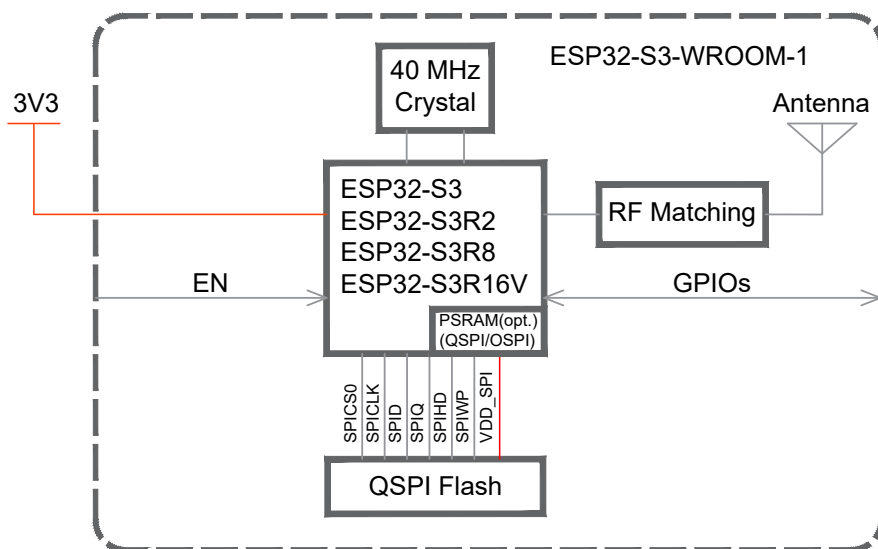 ESP32-S3-WROOM-1
40 MHz
Crystal
3V3
Antenna
ESP32-S3
ESP32-S3R2
ESP32-S3R8
ESP32-S3R16V
RF Matching
EN
GPIOs
PSRAM(opt.)
(QSPI/OSPI)
SPICS0
SPICLK
SPID
SPIQ
SPIHD
SPIWP
VDD_SPI
QSPI Flash